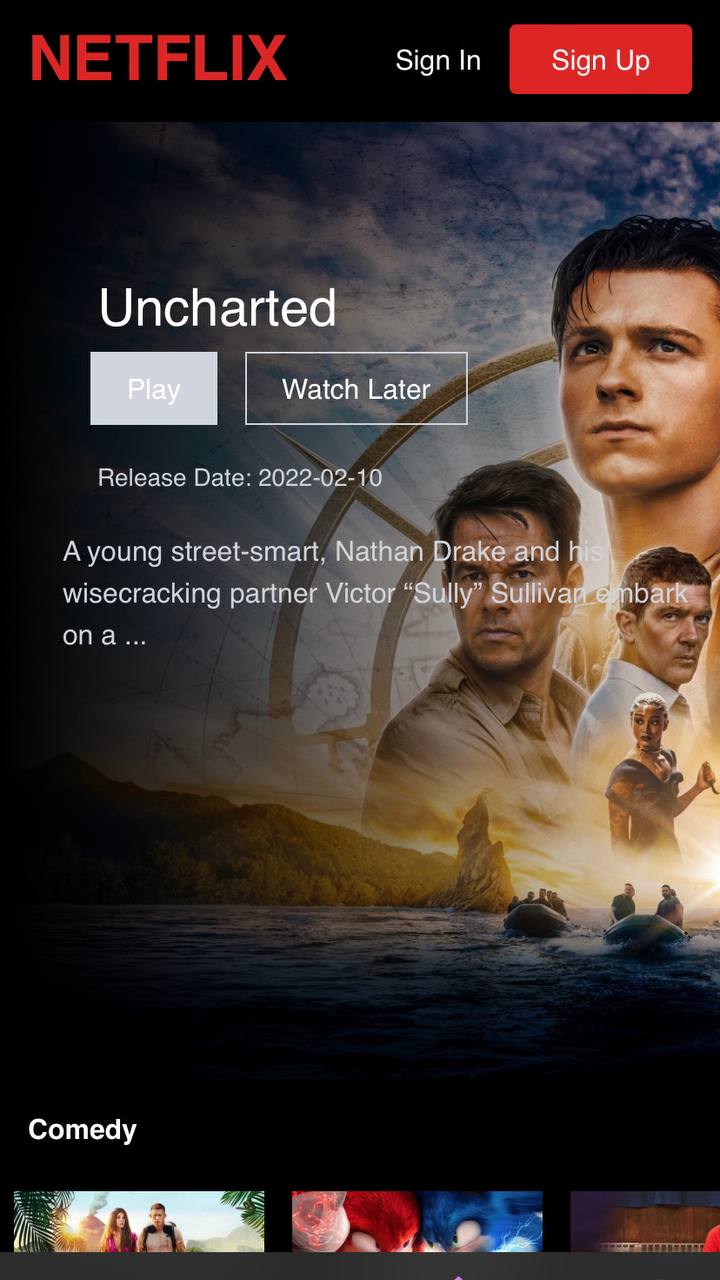 NETFLIX
Sign In
Sign Up
Uncharted
Play
Watch Later
Release Date: 2022-02-10
A young street-smart, Nathan Drake and his
wisecracking partner Victor “Sully” Sullivan embark
on a ...
Comedy